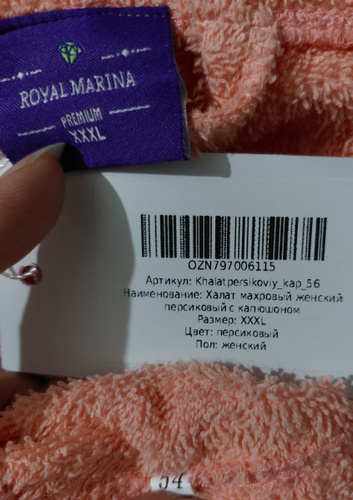 ROYAL MARINA
PREMIUM
XXXL
OZN797006115
Артикул: Khalatpersikoviy_kap_56
Наименование: Халат махровый женский
персиковый с капюшоном
Размер: XXXL
Цвет: персиковый
Пол: женский